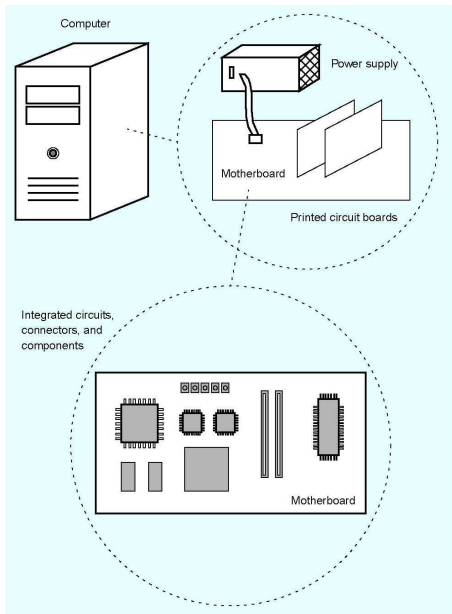 Computer
Power supply
Motherboard
Printed circuit boards
Integrated circuits,
connectors, and
components
Motherboard